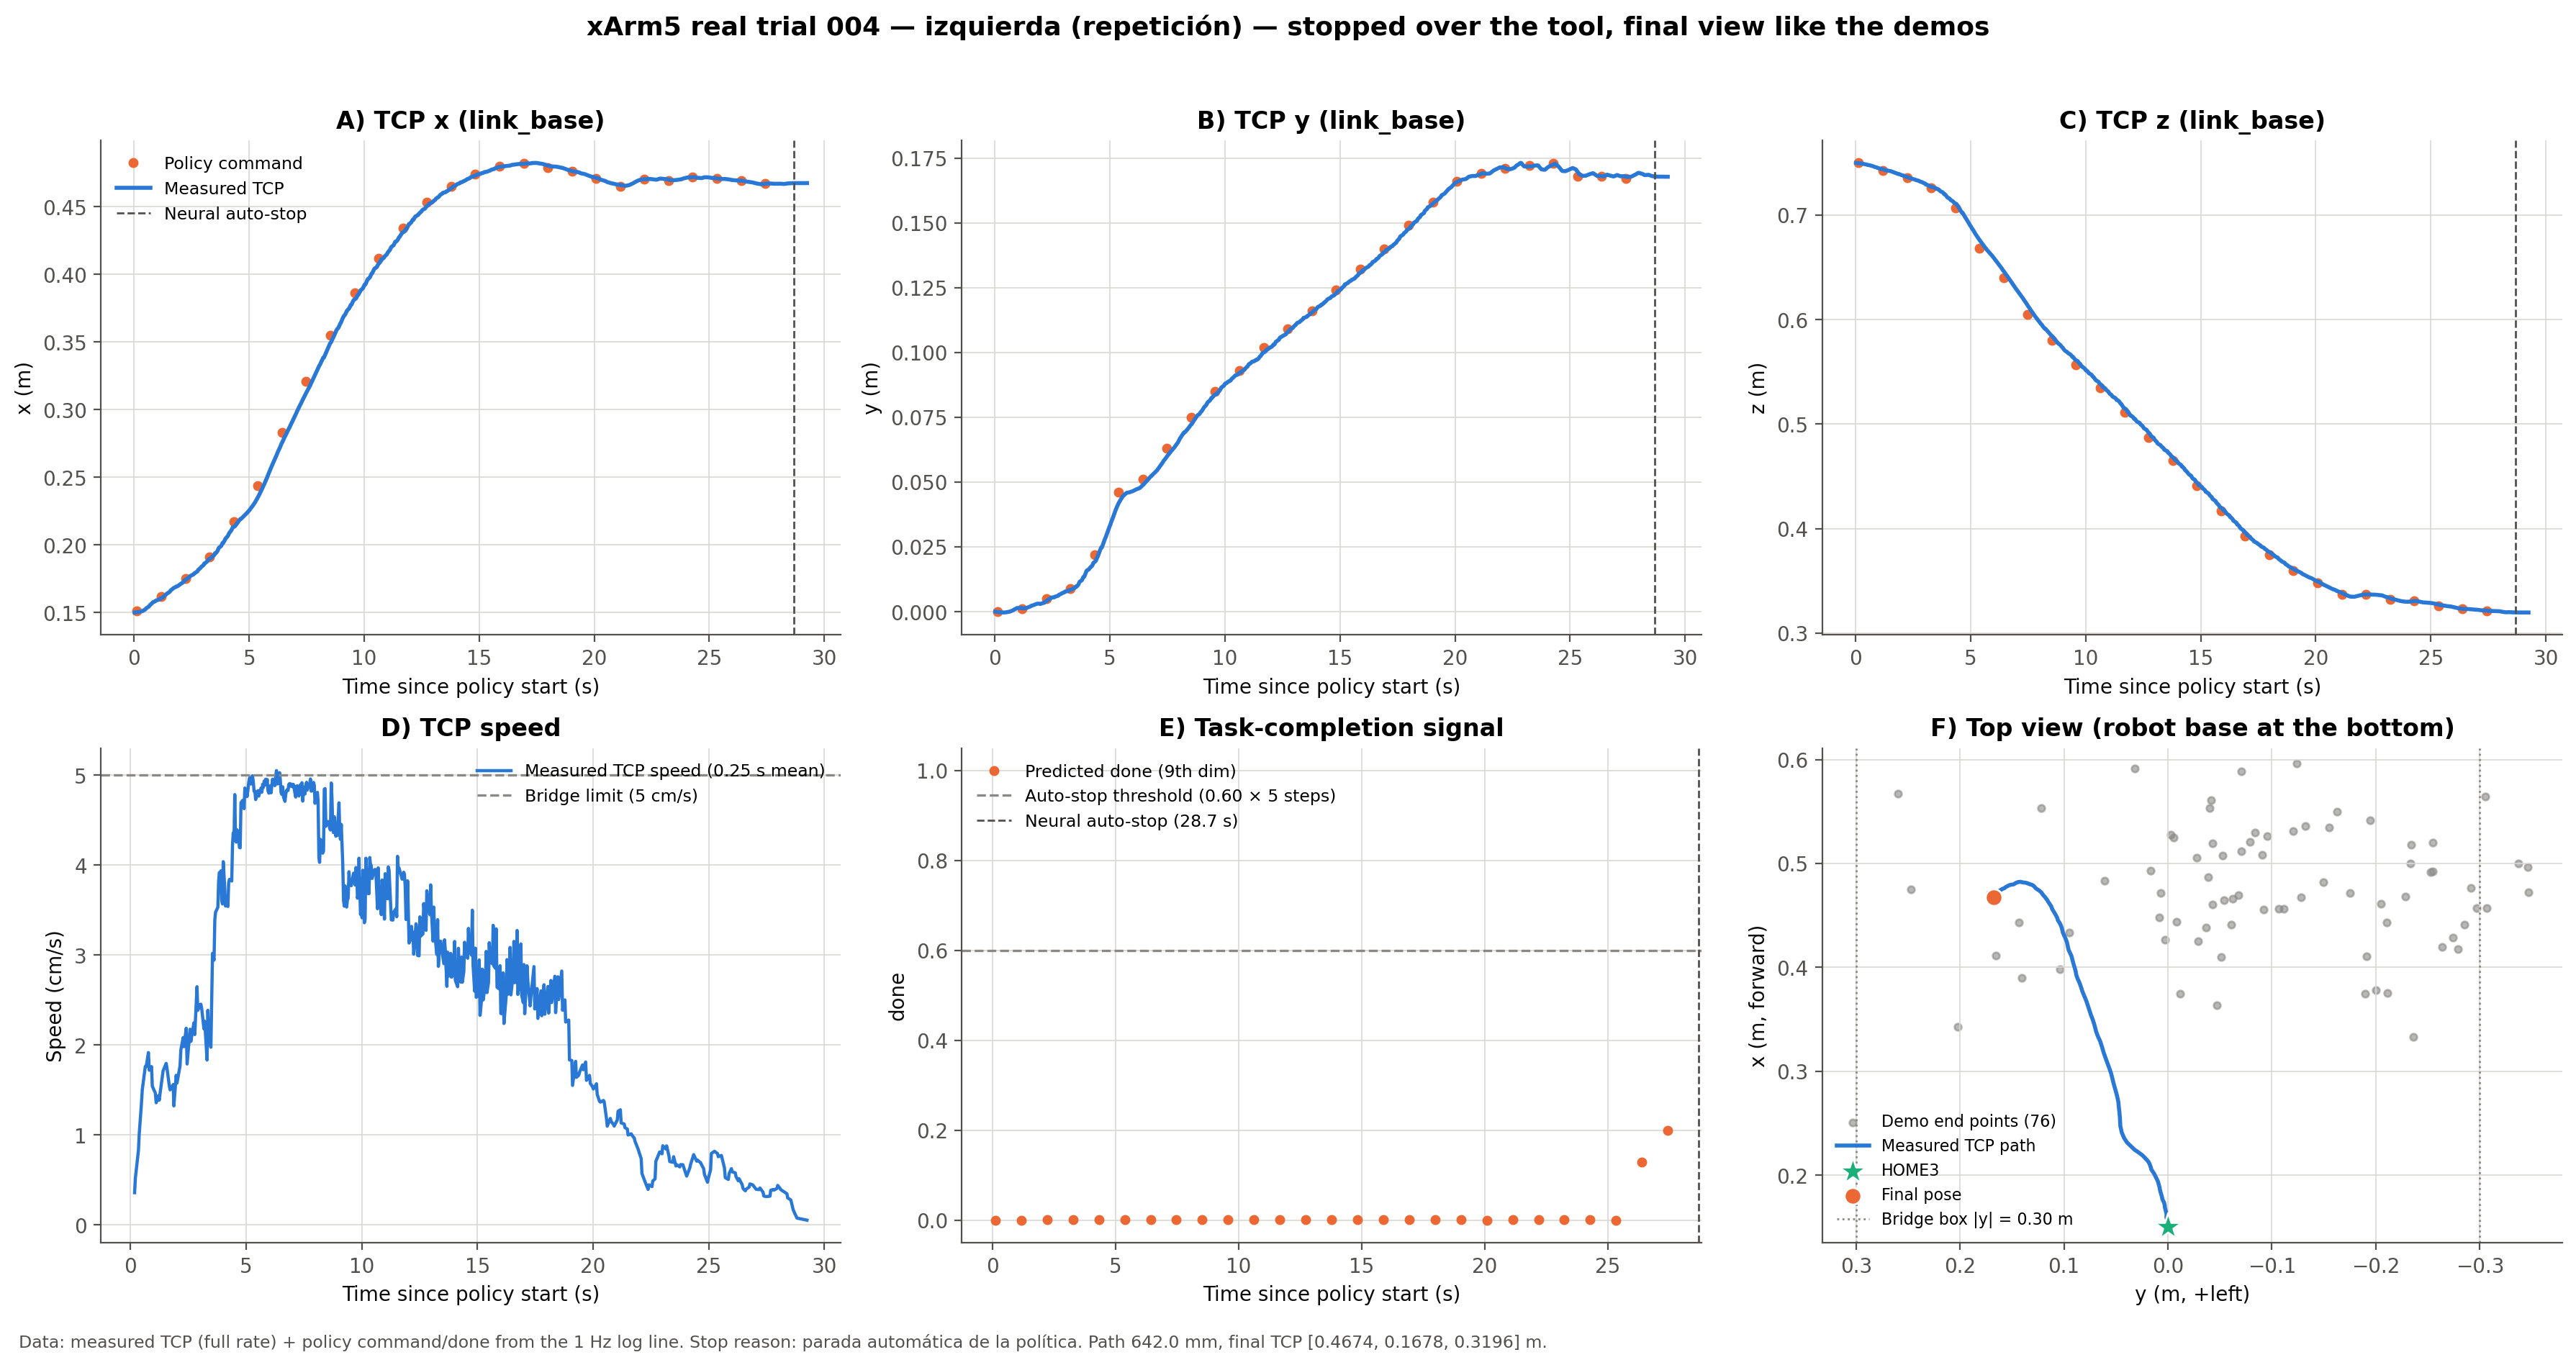 xArm5 real trial 004 — izquierda (repetición) — stopped over the tool, final view like the demos
A) TCP x (link_base)
Policy command
Measured TCP
Neural auto-stop
x (m)
0.45
0.40
0.35
0.30
0.25
0.20
0.15
0 5 10 15 20 25 30
Time since policy start (s)
B) TCP y (link_base)
y (m)
0.175
0.150
0.125
0.100
0.075
0.050
0.025
0.000
0 5 10 15 20 25 30
Time since policy start (s)
C) TCP z (link_base)
z (m)
0.7
0.6
0.5
0.4
0.3
0 5 10 15 20 25 30
Time since policy start (s)
D) TCP speed
Measured TCP speed (0.25 s mean)
Bridge limit (5 cm/s)
Speed (cm/s)
5
4
3
2
1
0
0 5 10 15 20 25 30
Time since policy start (s)
E) Task-completion signal
Predicted done (9th dim)
Auto-stop threshold (0.60 × 5 steps)
Neural auto-stop (28.7 s)
done
1.0
0.8
0.6
0.4
0.2
0.0
0 5 10 15 20 25
Time since policy start (s)
F) Top view (robot base at the bottom)
x (m, forward)
0.6
0.5
0.4
0.3
0.2
Demo end points (76)
Measured TCP path
HOME3
Final pose
Bridge box |y| = 0.30 m
0.3 0.2 0.1 0.0 −0.1 −0.2 −0.3
y (m, +left)
Data: measured TCP (full rate) + policy command/done from the 1 Hz log line. Stop reason: parada automática de la política. Path 642.0 mm, final TCP [0.4674, 0.1678, 0.3196] m.